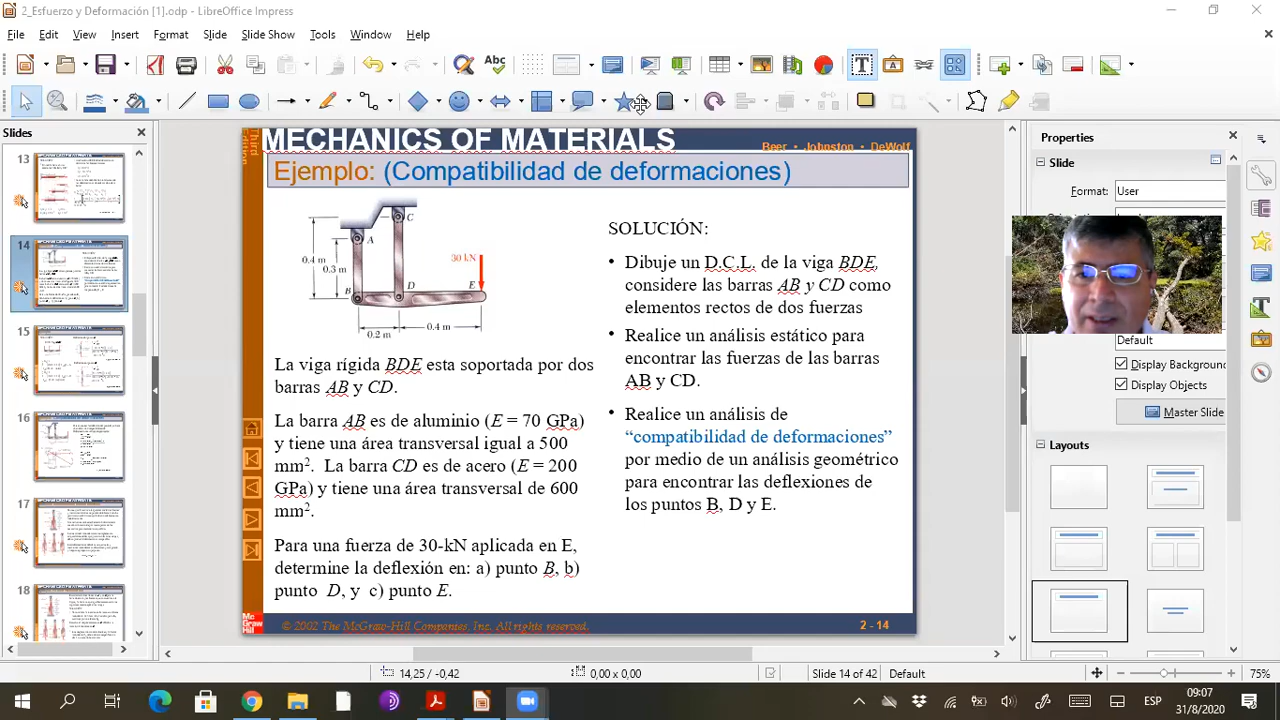 2_Esfuerzo y Deformación [1].odp - LibreOffice Impress
File Edit View Insert Format Slide Slide Show Tools Window Help
Slides
13
14
15
16
17
18
MECHANICS OF MATERIALS
Third
Edition
Beer • Johnston • DeWolf
Ejemplo: (Compatibilidad de deformaciones)
C
A
0.4 m
0.3 m
30 kN
B
D
E
0.2 m
0.4 m
La viga rígida BDE esta soportada por dos
barras AB y CD.
La barra AB es de aluminio (E = 70 GPa)
y tiene una área transversal igual a 500
mm². La barra CD es de acero (E = 200
GPa) y tiene una área transversal de 600
mm².
Para una fuerza de 30-kN aplicada en E,
determine la deflexión en: a) punto B, b)
punto D, y c) punto E.
SOLUCIÓN:
• Dibuje un D.C.L. de la viga BDE,
considere las barras AB y CD como
elementos rectos de dos fuerzas
• Realice un análisis estático para
encontrar las fuerzas de las barras
AB y CD.
• Realice un análisis de
“compatibilidad de deformaciones”
por medio de un análisis geométrico
para encontrar las deflexiones de
los puntos B, D y E.
Mc
Graw
Hill
© 2002 The McGraw-Hill Companies, Inc. All rights reserved.
2 - 14
Properties
Slide
Format: User
Default
Display Background
Display Objects
Master Slide
Layouts
14,25 / -0,42
0,00 x 0,00
Slide 14 of 42
Default
75%
ESP
09:07
31/8/2020